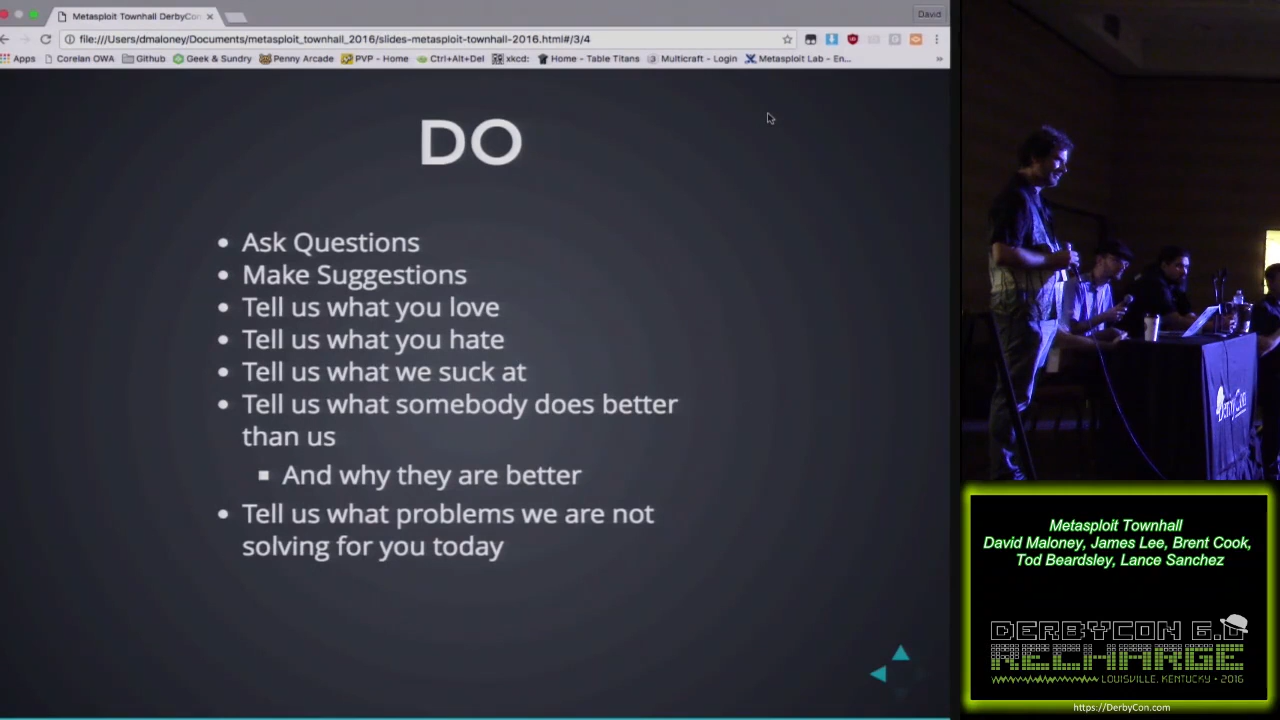 Metasploit Townhall DerbyCon
David
file:///Users/dmaloney/Documents/metasploit_townhall_2016/slides-metasploit-townhall-2016.html#/3/4
Apps Corelan OWA Github Geek & Sundry Penny Arcade PVP - Home Ctrl+Alt+Del xkcd: Home - Table Titans Multicraft - Login Metasploit Lab - En... »
DO
• Ask Questions
• Make Suggestions
• Tell us what you love
• Tell us what you hate
• Tell us what we suck at
• Tell us what somebody does better
than us
▪ And why they are better
• Tell us what problems we are not
solving for you today
DerbyCon
Metasploit Townhall
David Maloney, James Lee, Brent Cook,
Tod Beardsley, Lance Sanchez
DERBYCON 6.0
RECHARGE
LOUISVILLE, KENTUCKY • 2016
https://DerbyCon.com